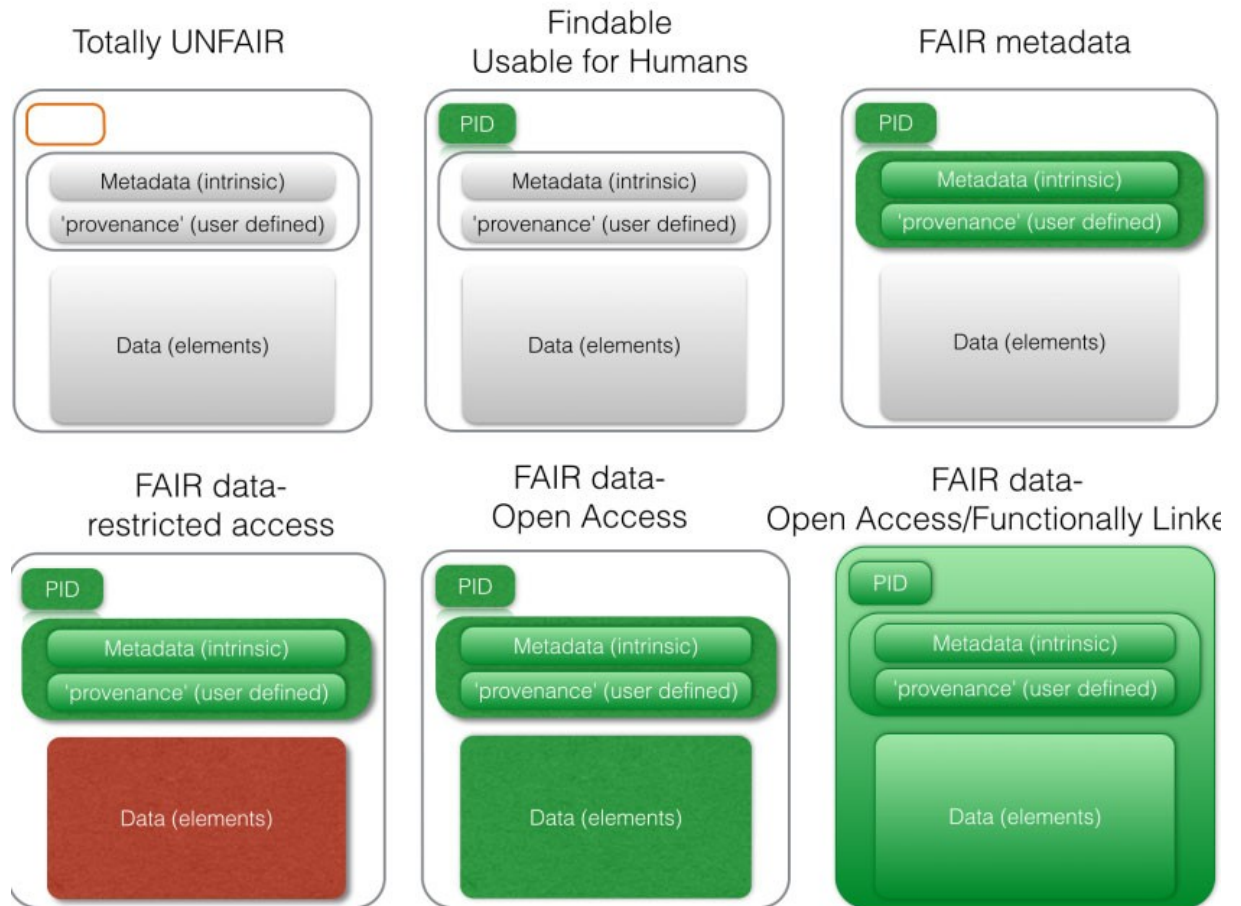 Totally UNFAIR
Metadata (intrinsic)
'provenance' (user defined)
Data (elements)
Findable
Usable for Humans
PID
Metadata (intrinsic)
'provenance' (user defined)
Data (elements)
FAIR metadata
PID
Metadata (intrinsic)
'provenance' (user defined)
Data (elements)
FAIR data-
restricted access
PID
Metadata (intrinsic)
'provenance' (user defined)
Data (elements)
FAIR data-
Open Access
PID
Metadata (intrinsic)
'provenance' (user defined)
Data (elements)
FAIR data-
Open Access/Functionally Linke
PID
Metadata (intrinsic)
'provenance' (user defined)
Data (elements)